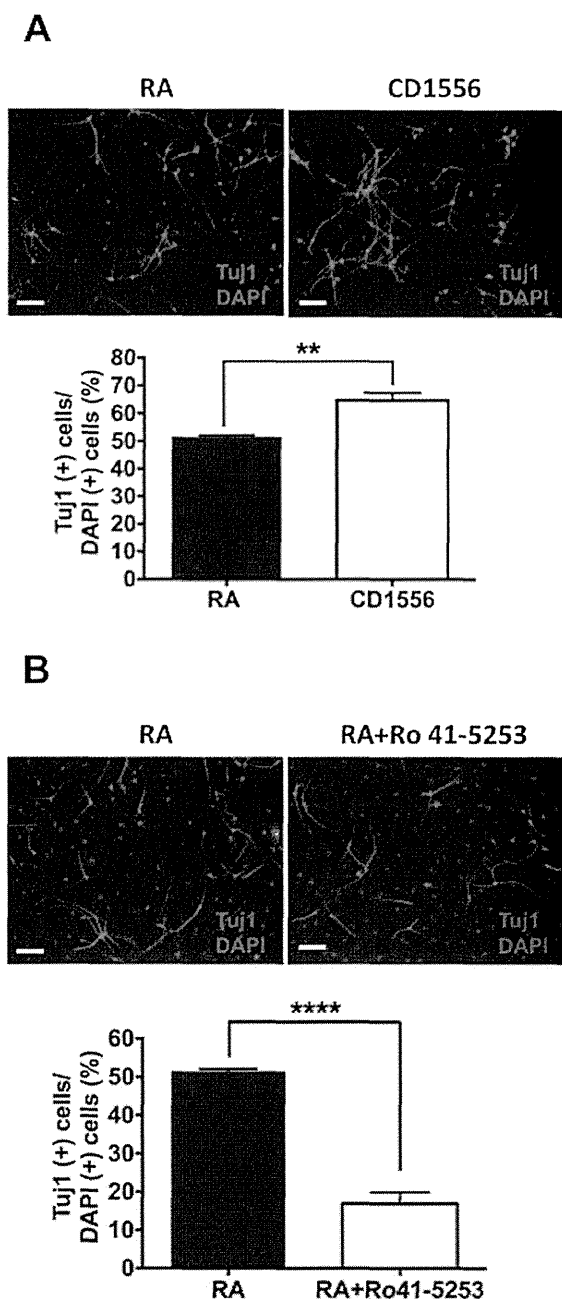 A
RA CD1556
Tuj1 Tuj1
DAPI DAPI
**
80
70
60
50
40
30
20
10
0
Tuj1 (+) cells/
DAPI (+) cells (%)
RA CD1556
B
RA RA+Ro 41-5253
Tuj1 Tuj1
DAPI DAPI
****
60
50
40
30
20
10
0
Tuj1 (+) cells/
DAPI (+) cells (%)
RA RA+Ro41-5253